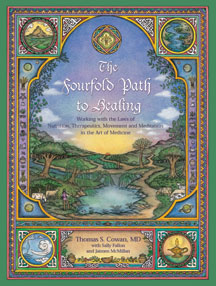 The
Fourfold Path
to Healing
Working with the Laws of
Nutrition, Therapeutics, Movement and Meditation
in the Art of Medicine
Thomas S. Cowan, MD
with Sally Fallon
and Jaimen McMillan